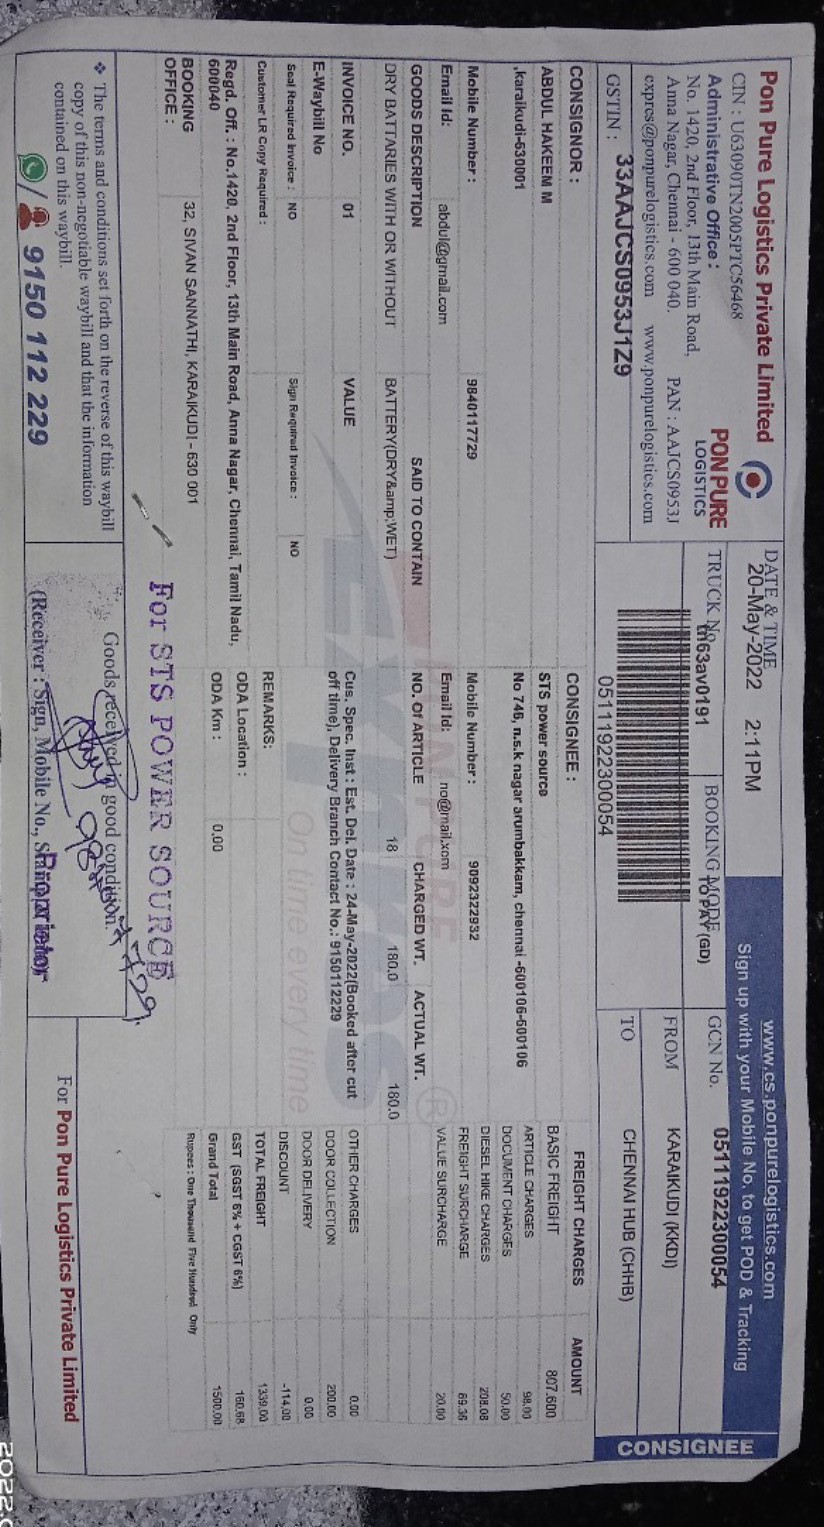 Pon Pure Logistics Private Limited
CIN : U63090TN2005PTC56468
Administrative Office :
No. 1420, 2nd Floor, 13th Main Road,
Anna Nagar, Chennai - 600 040. PAN : AAJCS0953J
expres@ponpurelogistics.com www.ponpurelogistics.com
GSTIN : 33AAJCS0953J1Z9
PON PURE
LOGISTICS
DATE & TIME
20-May-2022 2:11PM
TRUCK No.
tn63av0191
BOOKING MODE
TO PAY (GD)
05111922300054
www.cs.ponpurelogistics.com
Sign up with your Mobile No. to get POD & Tracking
GCN No. 05111922300054
FROM KARAIKUDI (KKDI)
TO CHENNAI HUB (CHHB)
CONSIGNEE
CONSIGNOR :
ABDUL HAKEEM M
,karaikudi-630001
Mobile Number : 9840117729
Email Id: abdul@gmail.com
CONSIGNEE :
STS power source
No 746, n.s.k nagar arumbakkam, chennai -600106-600106
Mobile Number : 9092322932
Email Id: no@mail.xom
GOODS DESCRIPTION SAID TO CONTAIN NO. Of ARTICLE CHARGED WT. ACTUAL WT.
DRY BATTARIES WITH OR WITHOUT BATTERY(DRY&amp;WET) 18 180.0 180.0
INVOICE NO. 01 VALUE
E-Waybill No
Seal Required Invoice : NO Sign Required Invoice : NO
Customer LR Copy Required :
Cus. Spec. Inst : Est. Del. Date : 24-May-2022(Booked after cut
off time), Delivery Branch Contact No.: 9150112229
REMARKS:
ODA Location :
ODA Km : 0.00
Regd. Off. : No.1420, 2nd Floor, 13th Main Road, Anna Nagar, Chennai, Tamil Nadu,
600040
BOOKING
OFFICE : 32, SIVAN SANNATHI, KARAIKUDI - 630 001
FREIGHT CHARGES AMOUNT
BASIC FREIGHT 807.600
ARTICLE CHARGES 98.00
DOCUMENT CHARGES 50.00
DIESEL HIKE CHARGES 208.08
FREIGHT SURCHARGE 69.36
VALUE SURCHARGE 20.00
OTHER CHARGES 0.00
DOOR COLLECTION 200.00
DOOR DELIVERY 0.00
DISCOUNT -114.00
TOTAL FREIGHT 1339.00
GST (SGST 6% + CGST 6%) 160.68
Grand Total 1500.00
Rupees : One Thousand Five Hundred Only
PON PURE
Expres ®
On time every time
❖ The terms and conditions set forth on the reverse of this waybill
copy of this non-negotiable waybill and that the information
contained on this waybill.
/ 9150 112 229
For STS POWER SOURCE
Goods received in good condition.
(Receiver : Sign, Mobile No.,
Proprietor
For Pon Pure Logistics Private Limited